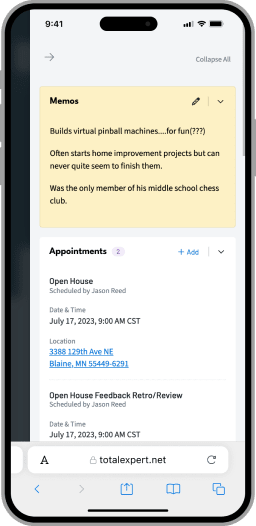 9:41
Collapse All
Memos
Builds virtual pinball machines....for fun(???)
Often starts home improvement projects but can
never quite seem to finish them.
Was the only member of his middle school chess
club.
Appointments 2 + Add
Open House
Scheduled by Jason Reed
Date & Time
July 17, 2023, 9:00 AM CST
Location
3388 129th Ave NE
Blaine, MN 55449-6291
Open House Feedback Retro/Review
Scheduled by Jason Reed
Date & Time
July 17, 2023, 9:00 AM CST
A totalexpert.net